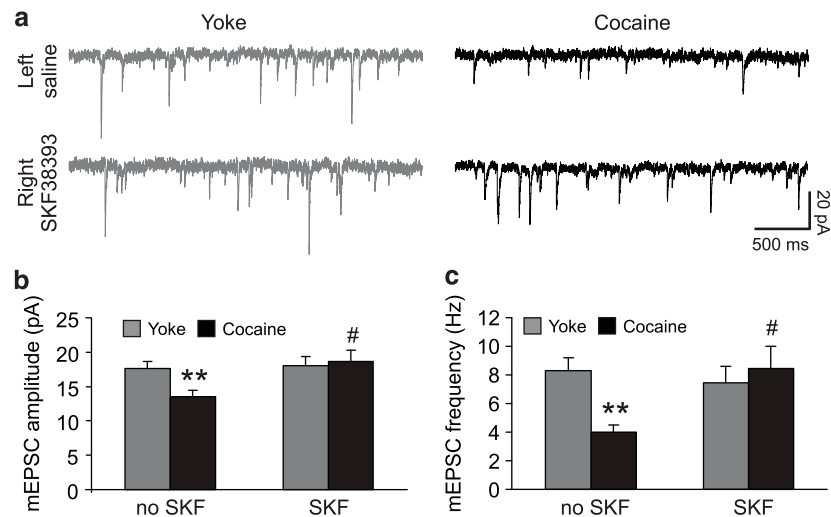 a
Yoke
Cocaine
Left
saline
Right
SKF38393
20 pA
500 ms
b
mEPSC amplitude (pA)
25
20
15
10
5
0
Yoke
Cocaine
**
#
no SKF
SKF
c
mEPSC frequency (Hz)
12
10
8
6
4
2
0
Yoke
Cocaine
**
#
no SKF
SKF